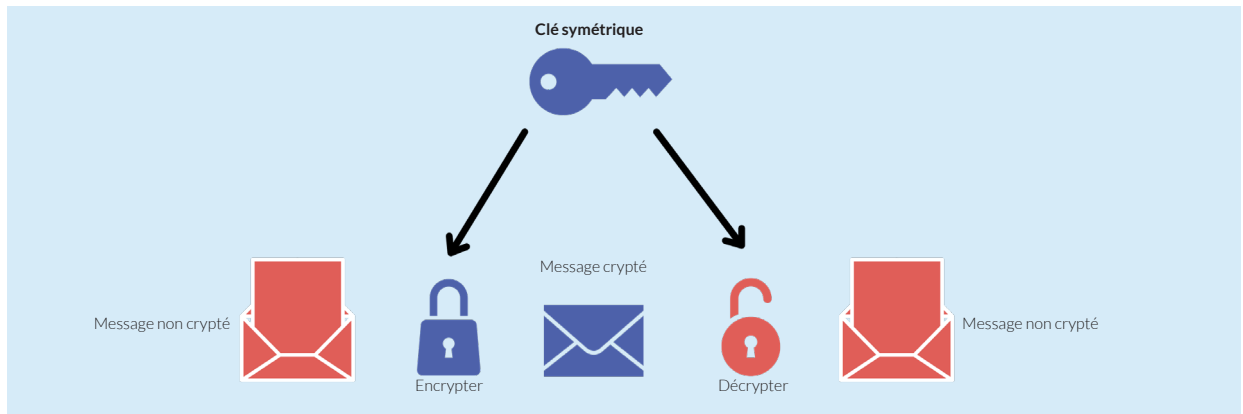 Clé symétrique
Message crypté
Message non crypté
Message non crypté
Encrypter
Décrypter